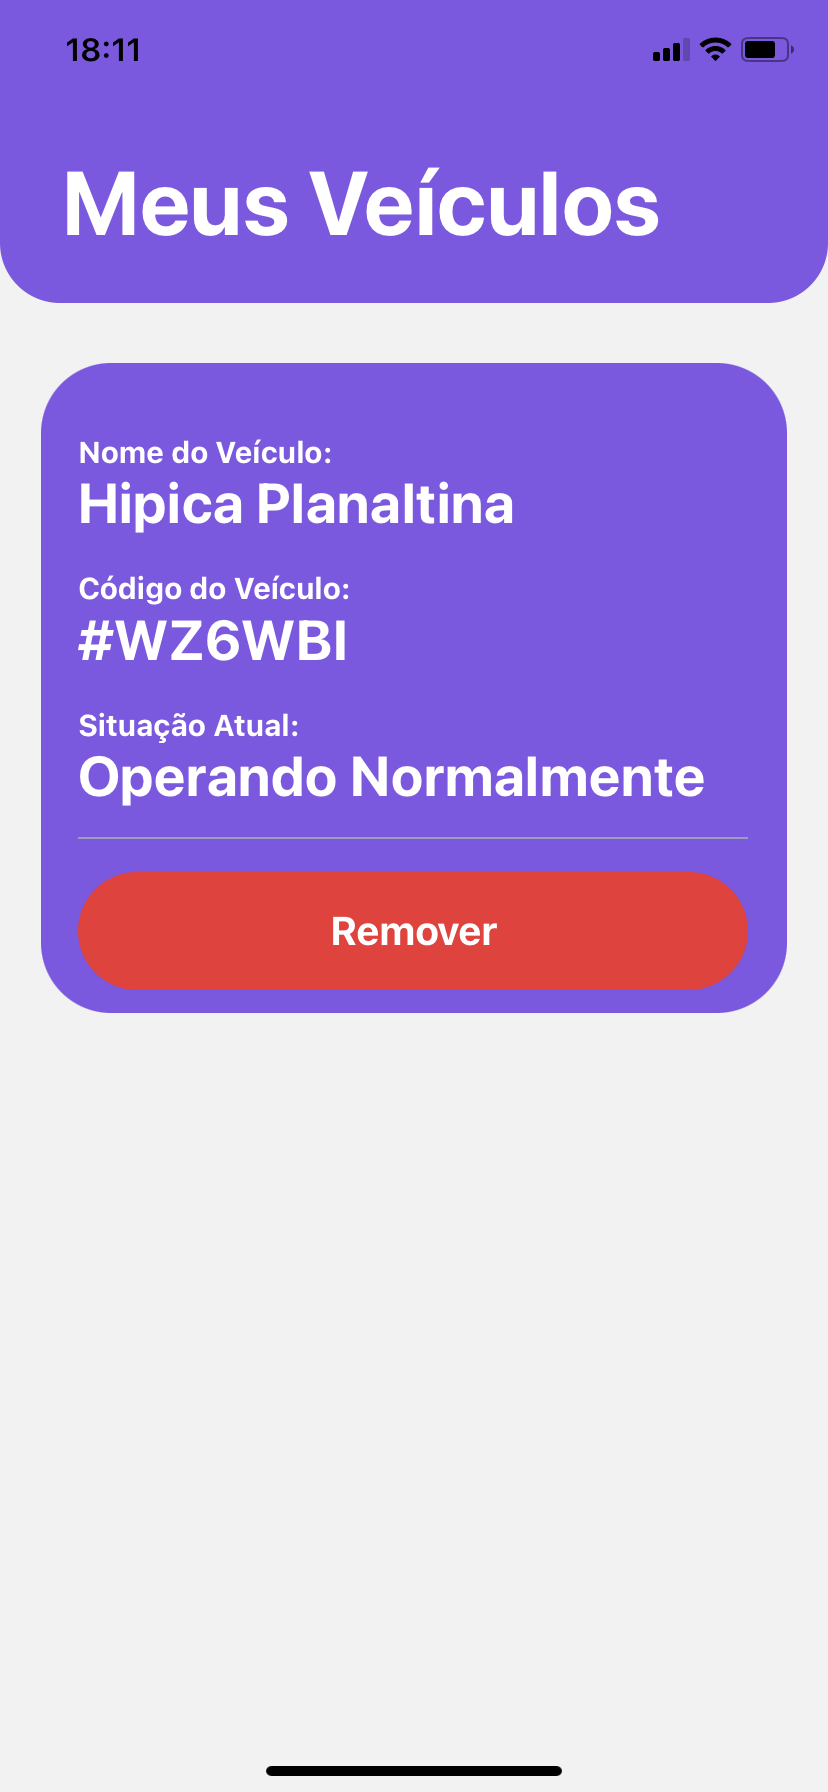 18:11
Meus Veículos
Nome do Veículo:
Hipica Planaltina
Código do Veículo:
#WZ6WBI
Situação Atual:
Operando Normalmente
Remover